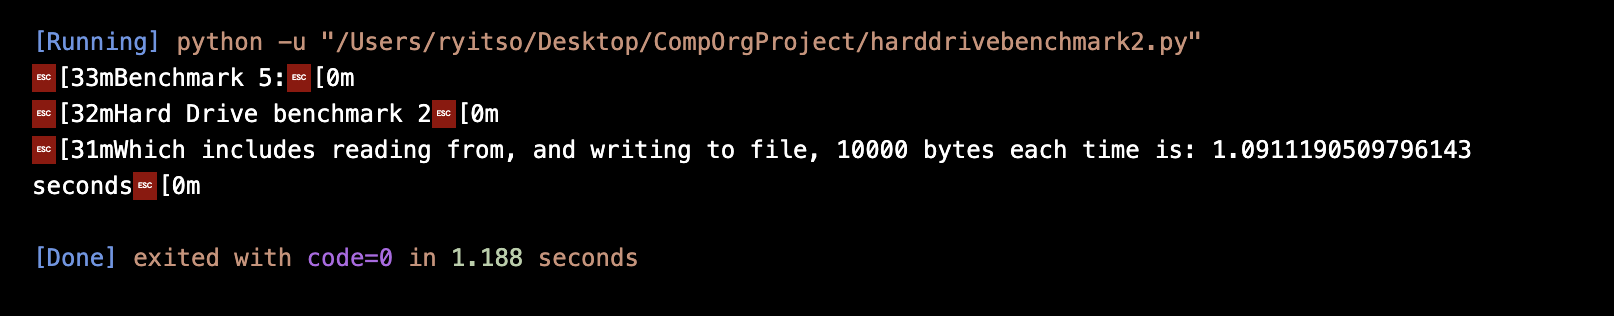 [Running] python -u "/Users/ryitso/Desktop/CompOrgProject/harddrivebenchmark2.py"
ESC[33mBenchmark 5:ESC[0m
ESC[32mHard Drive benchmark 2ESC[0m
ESC[31mWhich includes reading from, and writing to file, 10000 bytes each time is: 1.0911190509796143
secondsESC[0m
[Done] exited with code=0 in 1.188 seconds